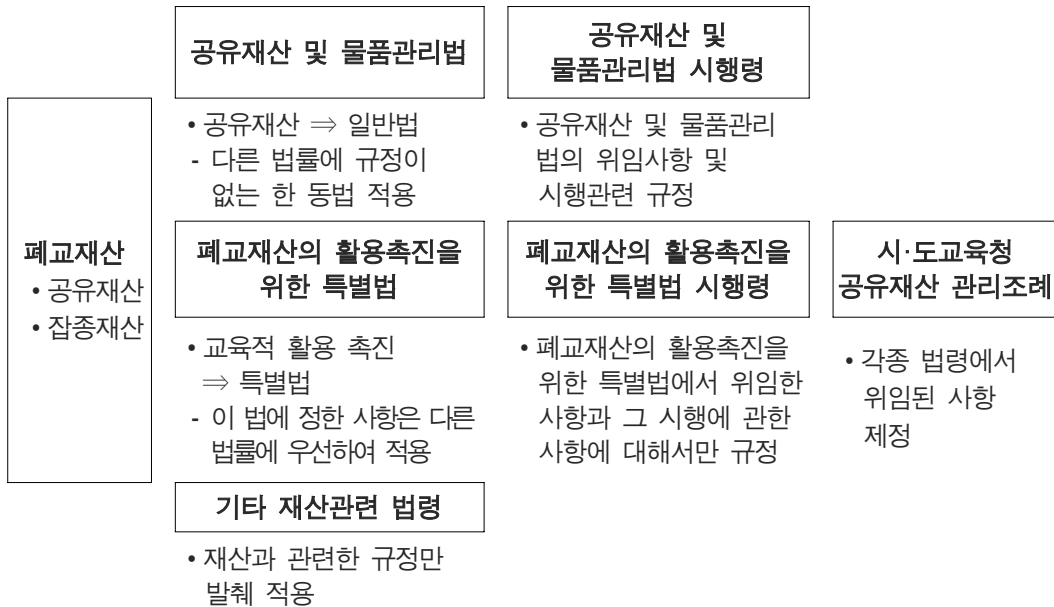 폐교재산
• 공유재산
• 잡종재산
공유재산 및 물품관리법
• 공유재산 ⇒ 일반법
- 다른 법률에 규정이
없는 한 동법 적용
공유재산 및
물품관리법 시행령
• 공유재산 및 물품관리
법의 위임사항 및
시행관련 규정
폐교재산의 활용촉진을
위한 특별법
• 교육적 활용 촉진
⇒ 특별법
- 이 법에 정한 사항은 다른
법률에 우선하여 적용
폐교재산의 활용촉진을
위한 특별법 시행령
• 폐교재산의 활용촉진을
위한 특별법에서 위임한
사항과 그 시행에 관한
사항에 대해서만 규정
시·도교육청
공유재산 관리조례
• 각종 법령에서
위임된 사항
제정
기타 재산관련 법령
• 재산과 관련한 규정만
발췌 적용